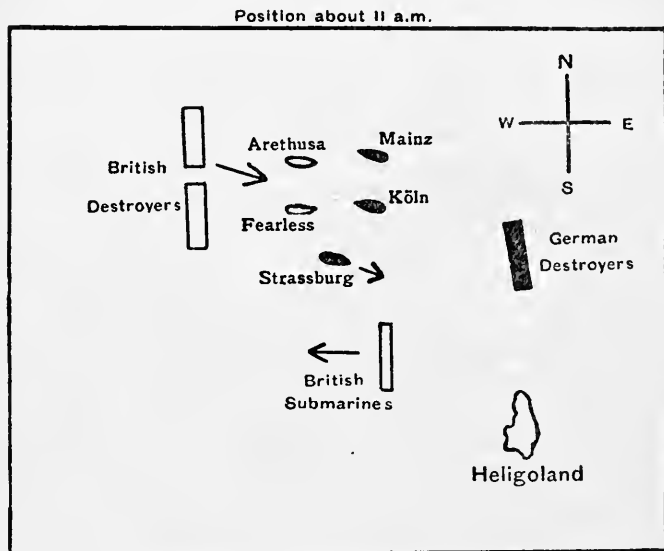 Position about 11 a.m.
N
W
E
S
Arethusa
Mainz
British
Destroyers
Köln
Fearless
German
Destroyers
Strassburg
British
Submarines
Heligoland